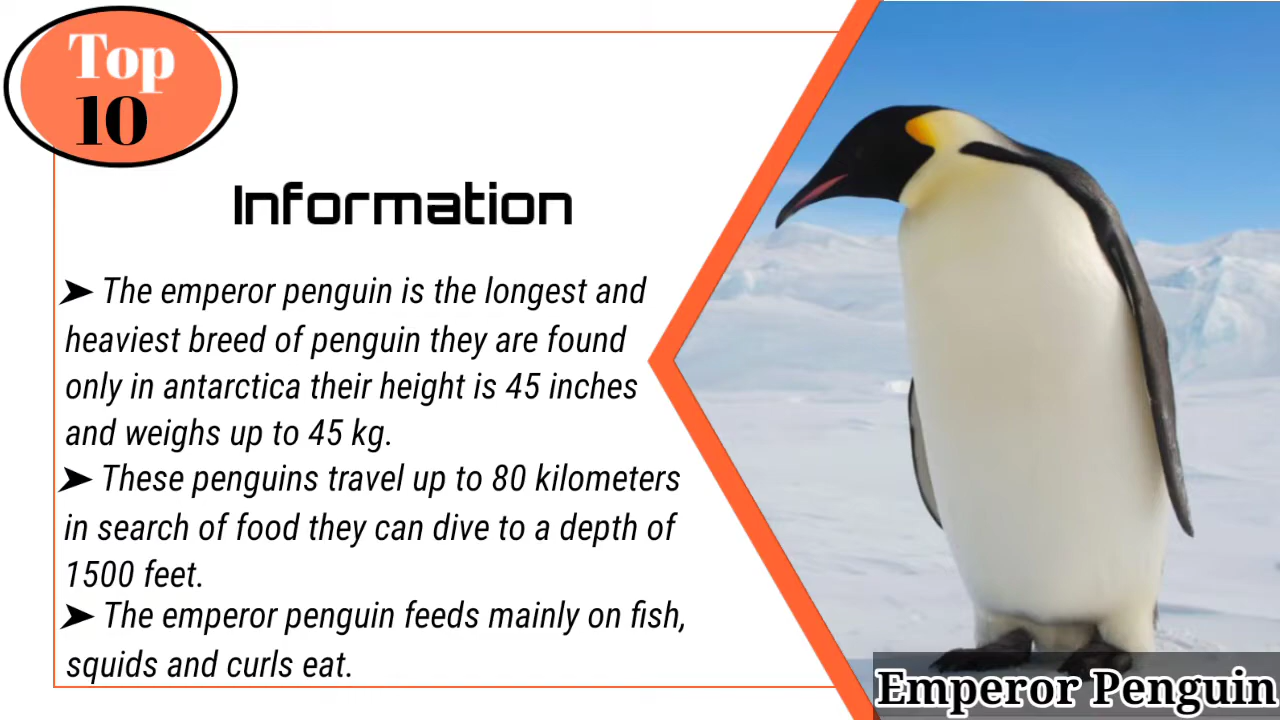 Top
10
Information
➤ The emperor penguin is the longest and
heaviest breed of penguin they are found
only in antarctica their height is 45 inches
and weighs up to 45 kg.
➤ These penguins travel up to 80 kilometers
in search of food they can dive to a depth of
1500 feet.
➤ The emperor penguin feeds mainly on fish,
squids and curls eat.
Emperor Penguin